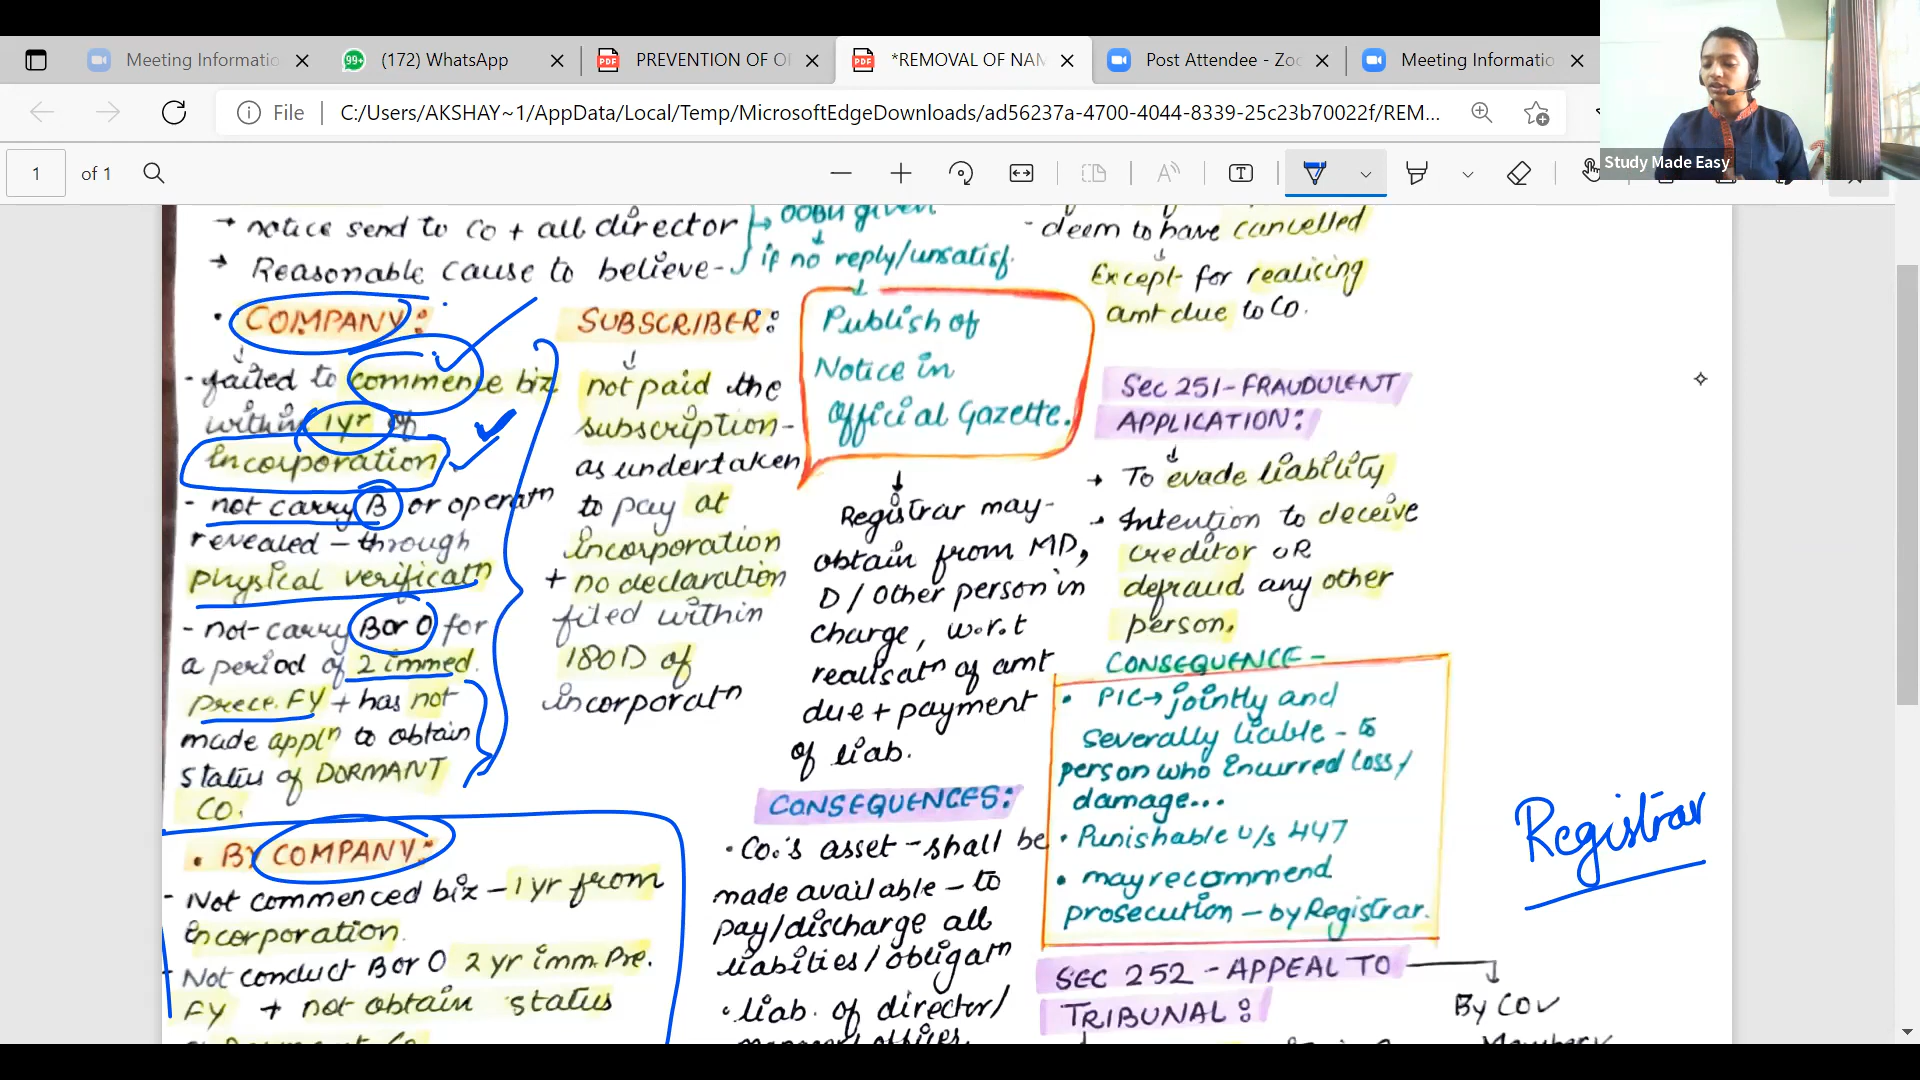 Meeting Informatio
(172) WhatsApp
PREVENTION OF OF
*REMOVAL OF NAM
Post Attendee - Zoo
Meeting Informatio
File
C:/Users/AKSHAY~1/AppData/Local/Temp/MicrosoftEdgeDownloads/ad56237a-4700-4044-8339-25c23b70022f/REM...
1 of 1
Study Made Easy
→ notice send to Co + all director
→ Reasonable cause to believe-
→ OOBH given
if no reply/unsatisf.
Publish of
Notice in
Official Gazette.
• COMPANY:
- failed to commence biz
within 1yr of
incorporation
- not carry B or operatn
revealed - through
physical verificatn
- not carry B or O for
a period of 2 immed.
prece. FY + has not
made appln to obtain
status of DORMANT
CO.
• BY COMPANY:
- Not commenced biz - 1 yr from
incorporation.
- Not conduct B or O 2 yr imm. Pre.
FY + not obtain status
SUBSCRIBER:
not paid the
subscription-
as undertaken
to pay at
incorporation
+ no declaration
filed within
180D of
incorporatn
Registrar may-
obtain from MD,
D / Other person in
charge, w.r.t
realisatn of amt
due + payment
of liab.
CONSEQUENCES:
• Co.'s asset - shall be
made available - to
pay/discharge all
liabities / obligatn
• liab. of director/
- deem to have cancelled
Except for realising
amt due to Co.
Sec 251 - FRAUDULENT
APPLICATION:
→ To evade liability
→ Intention to deceive
creditor OR
defraud any other
person.
CONSEQUENCE -
• PIC → jointly and
severally liable - to
person who incurred loss/
damage...
• Punishable u/s 447
• may recommend
prosecution - by Registrar.
SEC 252 - APPEAL TO
TRIBUNAL:
By CO
Registrar